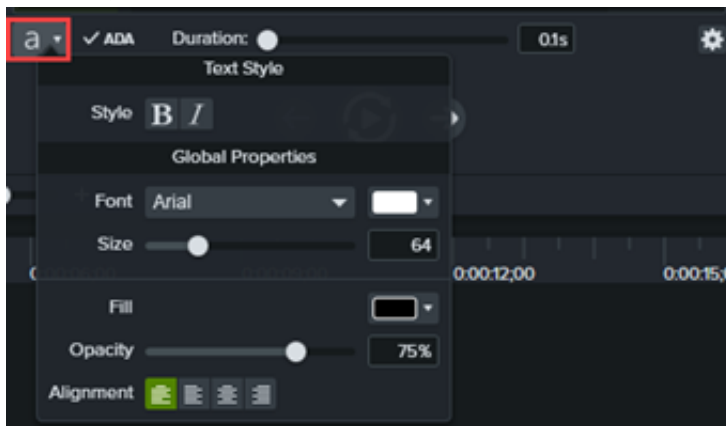 a ADA Duration: 0.1s
Text Style
Style B I
Global Properties
Font Arial
Size 64
0:00:12;00 0:00:15;
Fill
Opacity 75%
Alignment